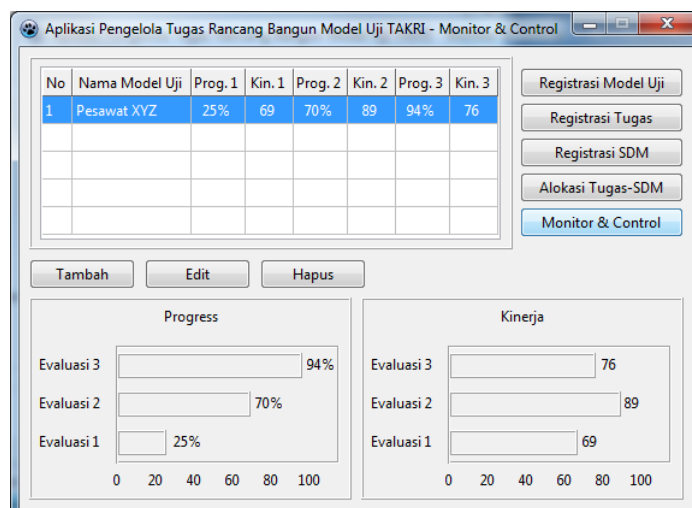 Aplikasi Pengelola Tugas Rancang Bangun Model Uji TAKRI - Monitor & Control
No Nama Model Uji Prog. 1 Kin. 1 Prog. 2 Kin. 2 Prog. 3 Kin. 3
1 Pesawat XYZ 25% 69 70% 89 94% 76
Registrasi Model Uji
Registrasi Tugas
Registrasi SDM
Alokasi Tugas-SDM
Monitor & Control
Tambah Edit Hapus
Progress
Evaluasi 3 94%
Evaluasi 2 70%
Evaluasi 1 25%
0 20 40 60 80 100
Kinerja
Evaluasi 3 76
Evaluasi 2 89
Evaluasi 1 69
0 20 40 60 80 100